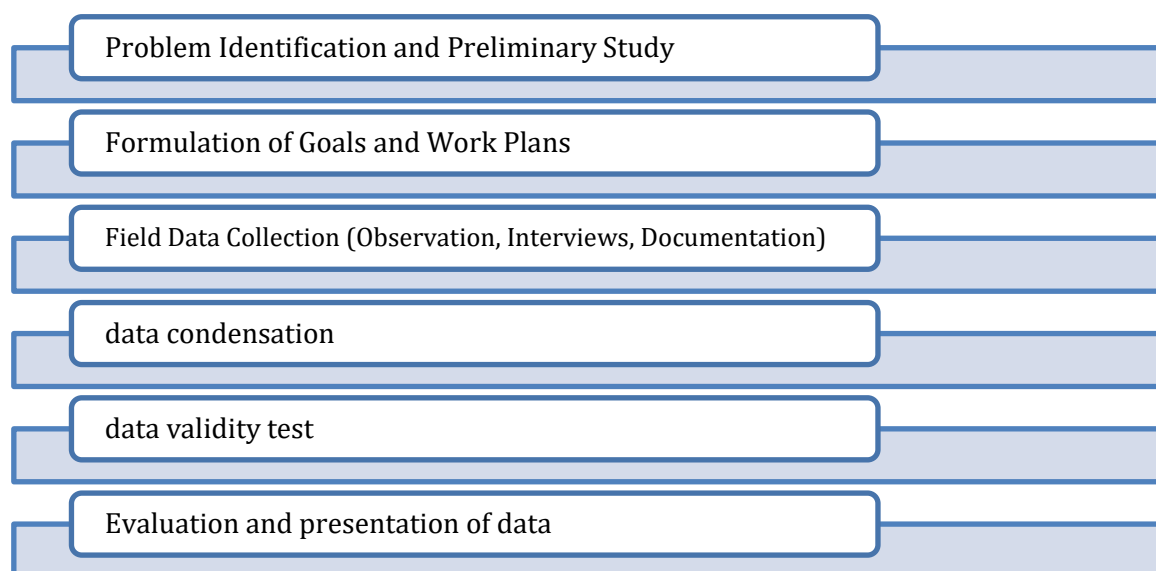 Problem Identification and Preliminary Study
Formulation of Goals and Work Plans
Field Data Collection (Observation, Interviews, Documentation)
data condensation
data validity test
Evaluation and presentation of data